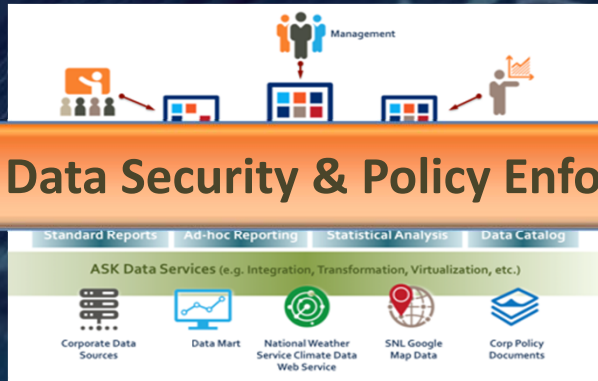 Management
Data Security & Policy Enfo
Standard Reports Ad-hoc Reporting Statistical Analysis Data Catalog
ASK Data Services (e.g. Integration, Transformation, Virtualization, etc.)
Corporate Data Sources
Data Mart
National Weather Service Climate Data Web Service
SNL Google Map Data
Corp Policy Documents